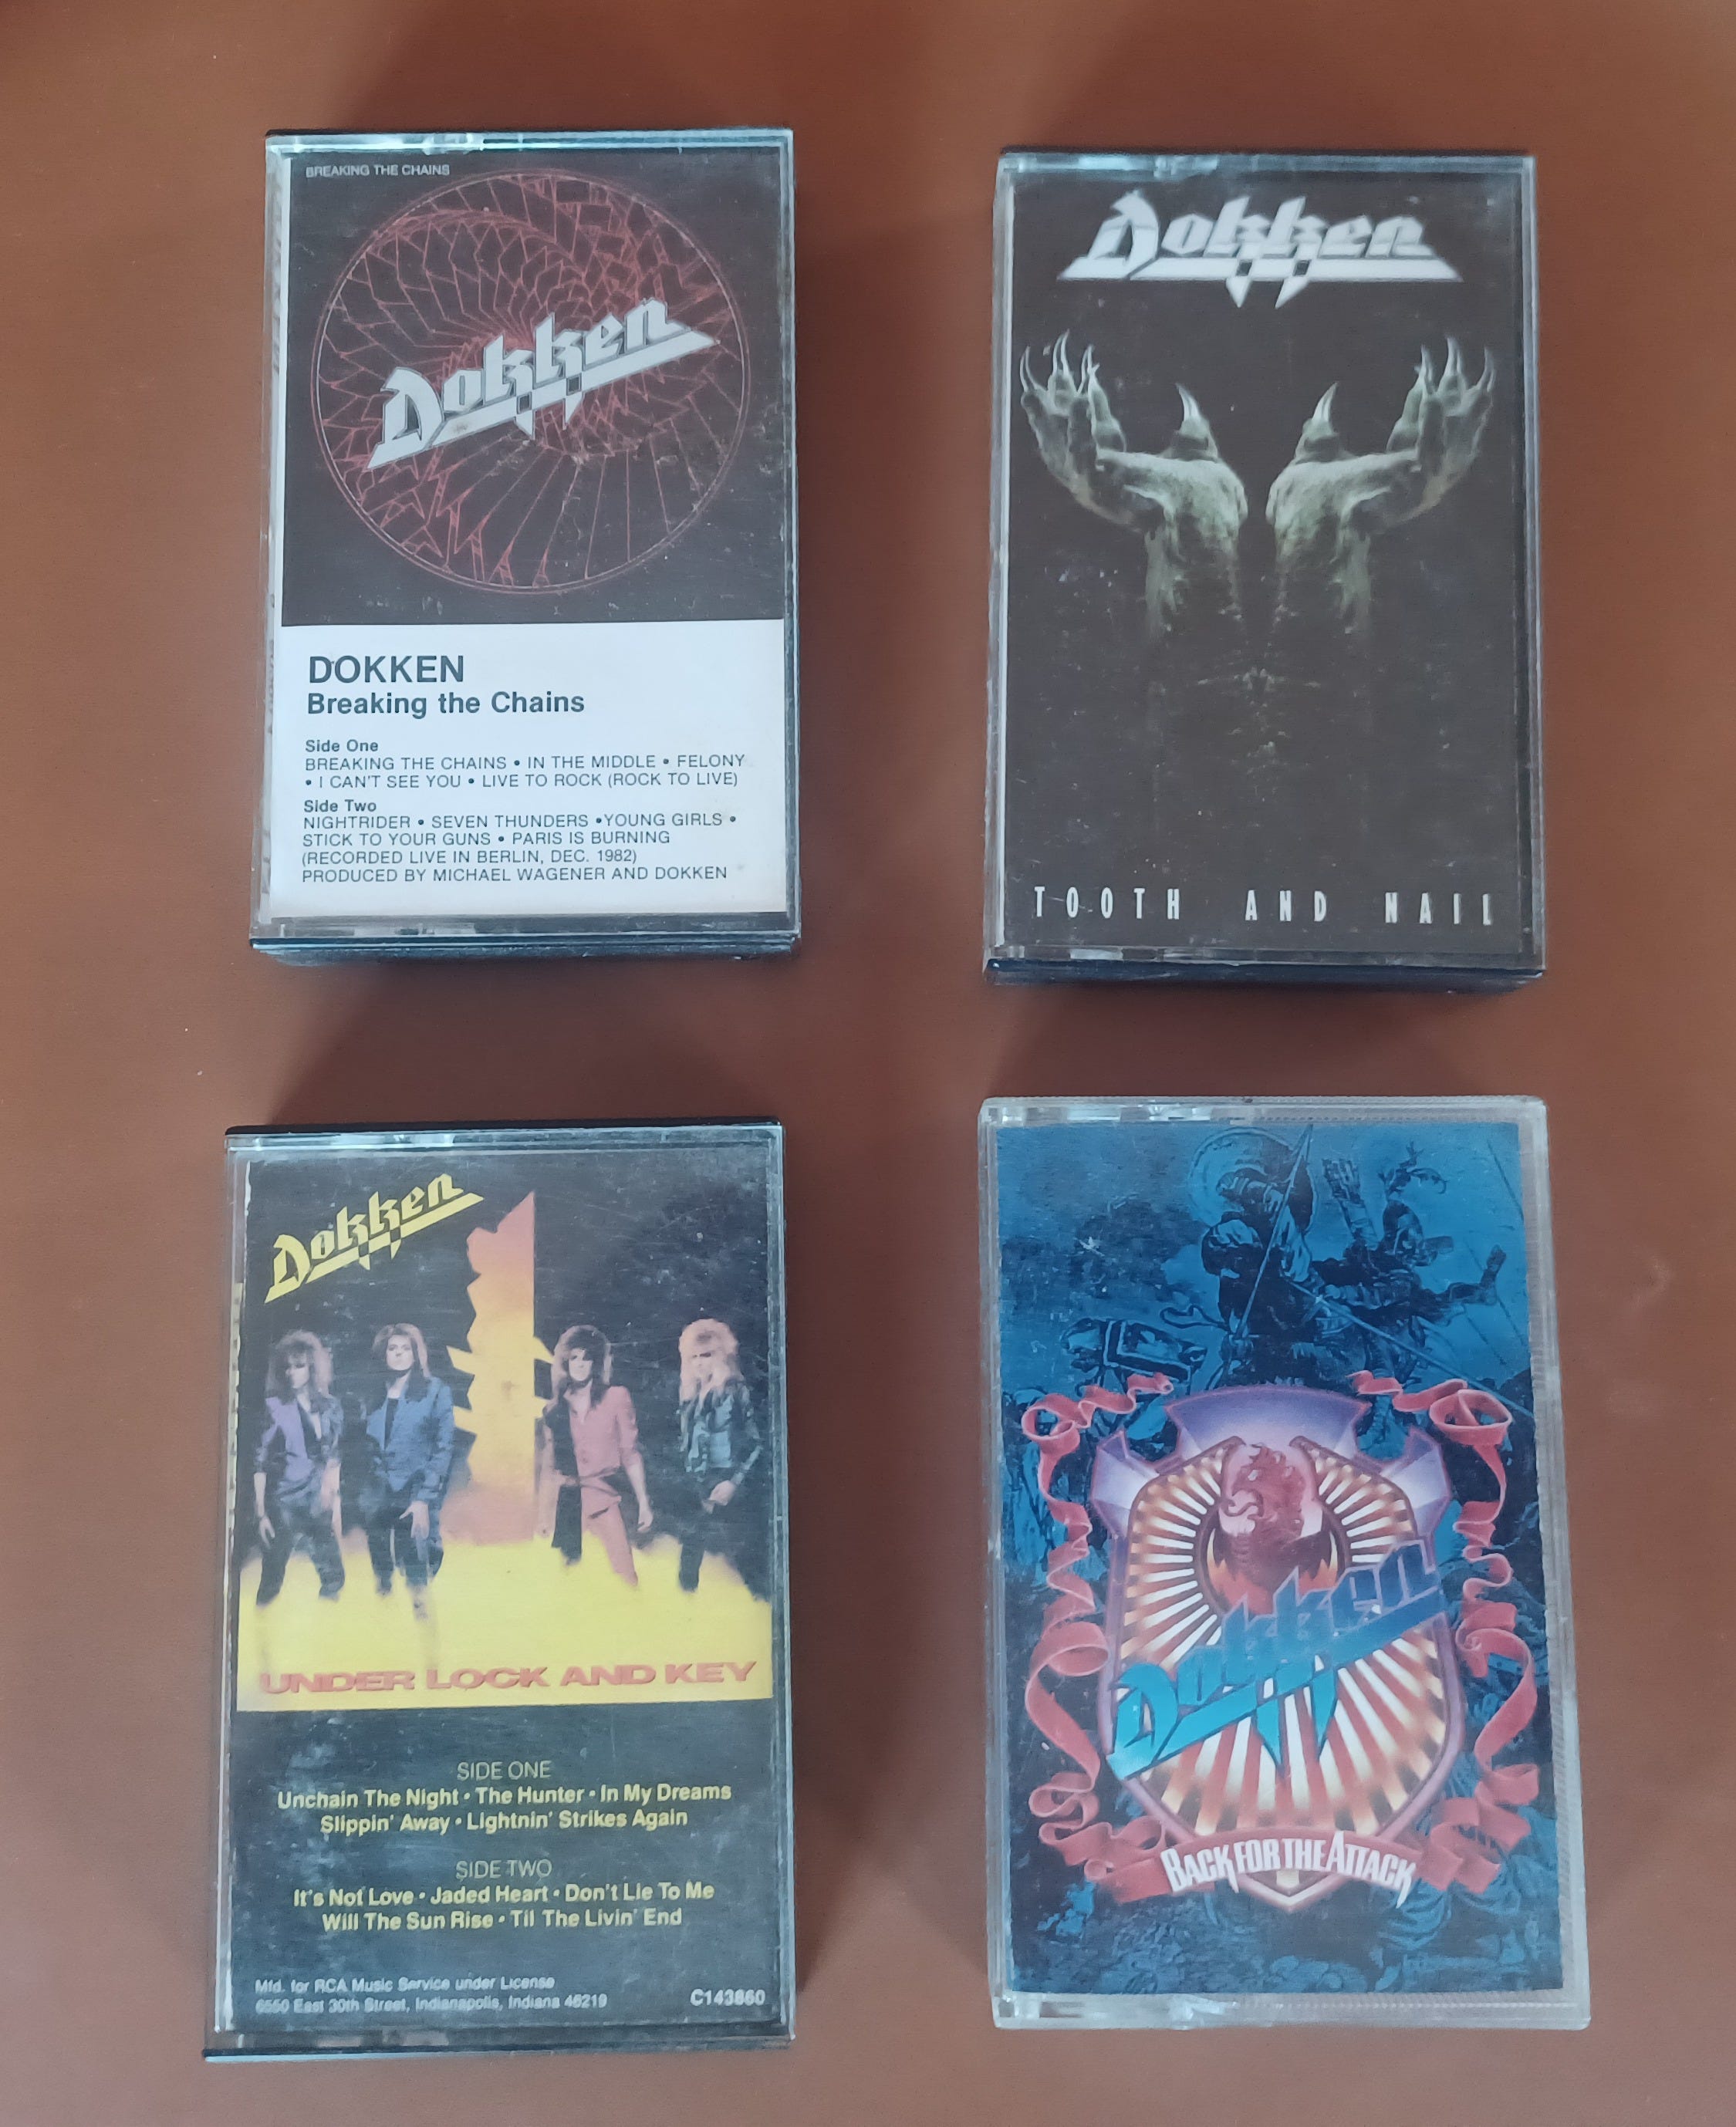 BREAKING THE CHAINS
Dokken
DOKKEN
Breaking the Chains
Side One
BREAKING THE CHAINS • IN THE MIDDLE • FELONY
• I CAN'T SEE YOU • LIVE TO ROCK (ROCK TO LIVE)
Side Two
NIGHTRIDER • SEVEN THUNDERS •YOUNG GIRLS •
STICK TO YOUR GUNS • PARIS IS BURNING
(RECORDED LIVE IN BERLIN, DEC. 1982)
PRODUCED BY MICHAEL WAGENER AND DOKKEN
Dokken
TOOTH AND NAIL
Dokken
UNDER LOCK AND KEY
SIDE ONE
Unchain The Night • The Hunter • In My Dreams
Slippin' Away • Lightnin' Strikes Again
SIDE TWO
It's Not Love • Jaded Heart • Don't Lie To Me
Will The Sun Rise • Til The Livin' End
Mfd. for RCA Music Service under License
6550 East 30th Street, Indianapolis, Indiana 46219
C143860
Dokken
BACK FOR THE ATTACK